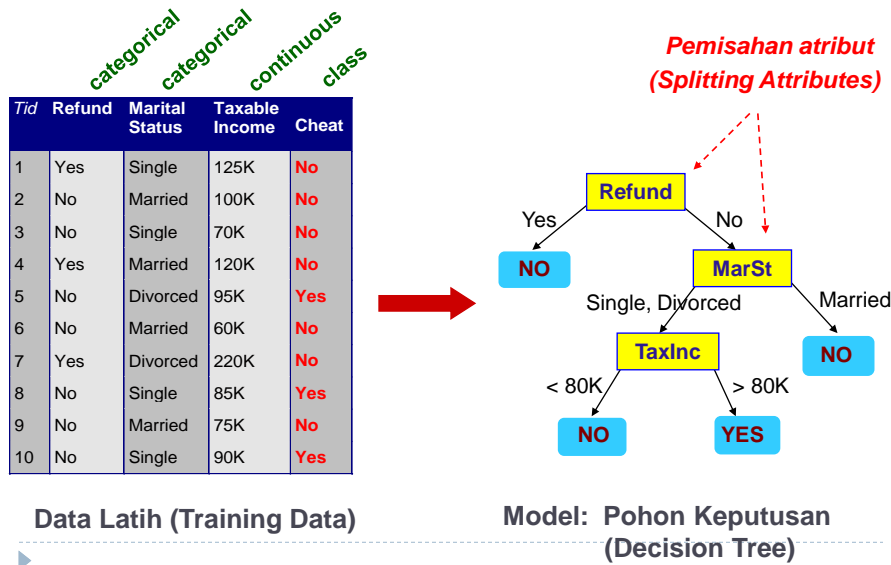 categorical categorical continuous class
Tid Refund Marital Status Taxable Income Cheat
1 Yes Single 125K No
2 No Married 100K No
3 No Single 70K No
4 Yes Married 120K No
5 No Divorced 95K Yes
6 No Married 60K No
7 Yes Divorced 220K No
8 No Single 85K Yes
9 No Married 75K No
10 No Single 90K Yes
Data Latih (Training Data)
Pemisahan atribut
(Splitting Attributes)
Refund
Yes No
NO MarSt
Single, Divorced Married
TaxInc NO
< 80K > 80K
NO YES
Model: Pohon Keputusan
(Decision Tree)